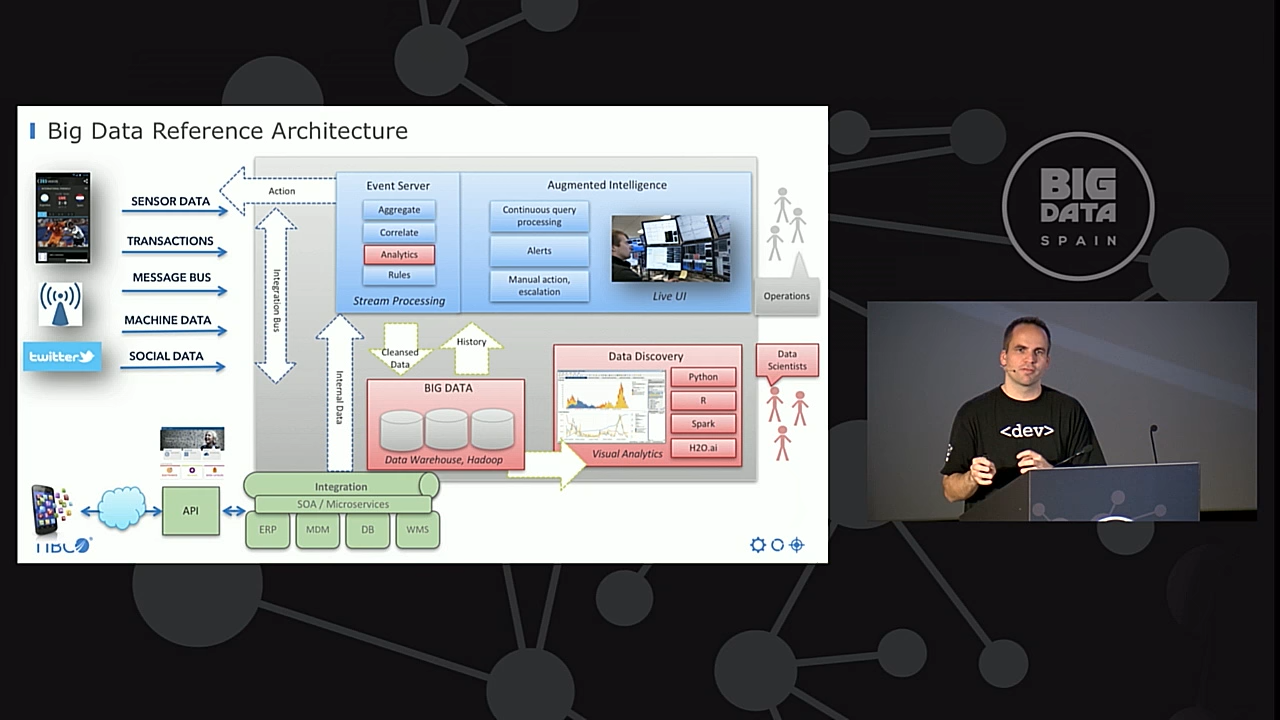 Big Data Reference Architecture
SENSOR DATA
TRANSACTIONS
MESSAGE BUS
MACHINE DATA
SOCIAL DATA
twitter
Action
Integration Bus
Event Server
Aggregate
Correlate
Analytics
Rules
Stream Processing
Augmented Intelligence
Continuous query
processing
Alerts
Manual action,
escalation
Live UI
Operations
Internal Data
Cleansed
Data
History
BIG DATA
Data Warehouse, Hadoop
Data Discovery
Python
R
Spark
H2O.ai
Visual Analytics
Data
Scientists
API
Integration
SOA / Microservices
ERP
MDM
DB
WMS
BIG
DATA
SPAIN
<dev>